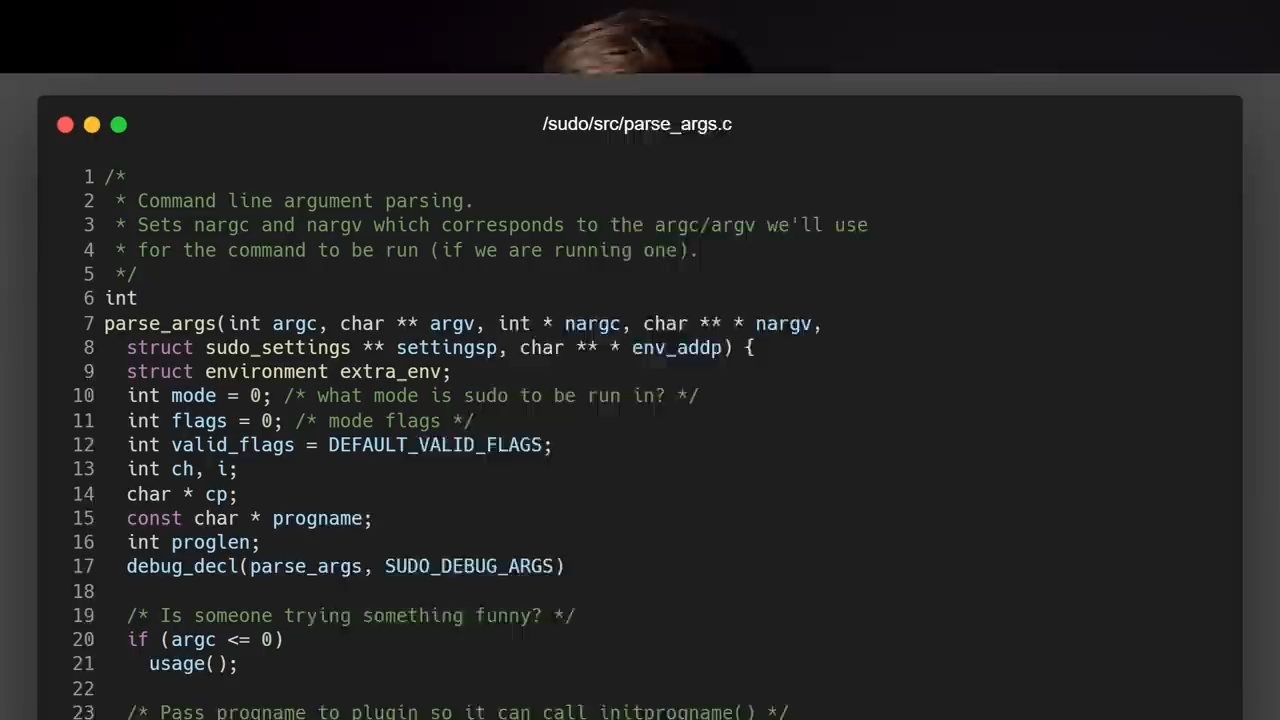 /sudo/src/parse_args.c
1 /*
2  * Command line argument parsing.
3  * Sets nargc and nargv which corresponds to the argc/argv we'll use
4  * for the command to be run (if we are running one).
5  */
6 int
7 parse_args(int argc, char ** argv, int * nargc, char ** * nargv,
8   struct sudo_settings ** settingsp, char ** * env_addp) {
9   struct environment extra_env;
10   int mode = 0; /* what mode is sudo to be run in? */
11   int flags = 0; /* mode flags */
12   int valid_flags = DEFAULT_VALID_FLAGS;
13   int ch, i;
14   char * cp;
15   const char * progname;
16   int proglen;
17   debug_decl(parse_args, SUDO_DEBUG_ARGS)
18
19   /* Is someone trying something funny? */
20   if (argc <= 0)
21     usage();
22
23   /* Pass progname to plugin so it can call initprogname() */